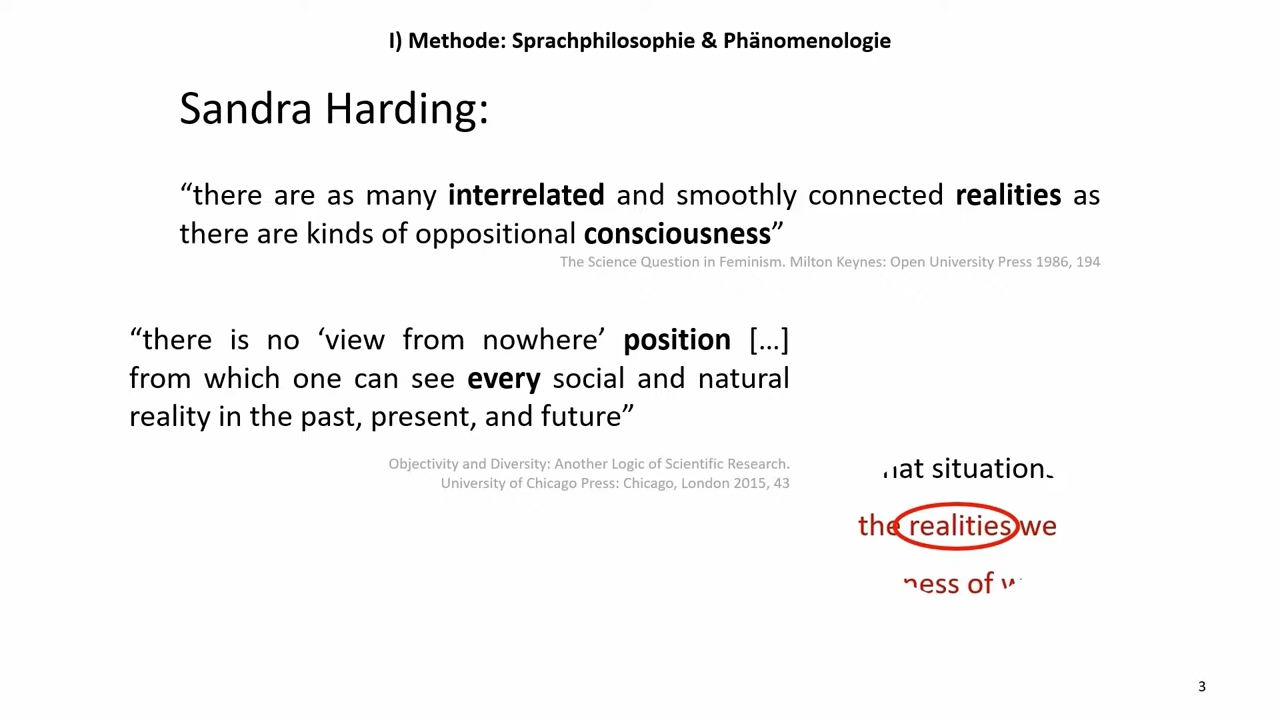 I) Methode: Sprachphilosophie & Phänomenologie
Sandra Harding:
“there are as many interrelated and smoothly connected realities as
there are kinds of oppositional consciousness”
The Science Question in Feminism. Milton Keynes: Open University Press 1986, 194
“there is no ‘view from nowhere’ position […]
from which one can see every social and natural
reality in the past, present, and future”
Objectivity and Diversity: Another Logic of Scientific Research.
University of Chicago Press: Chicago, London 2015, 43
the realities we
of
3